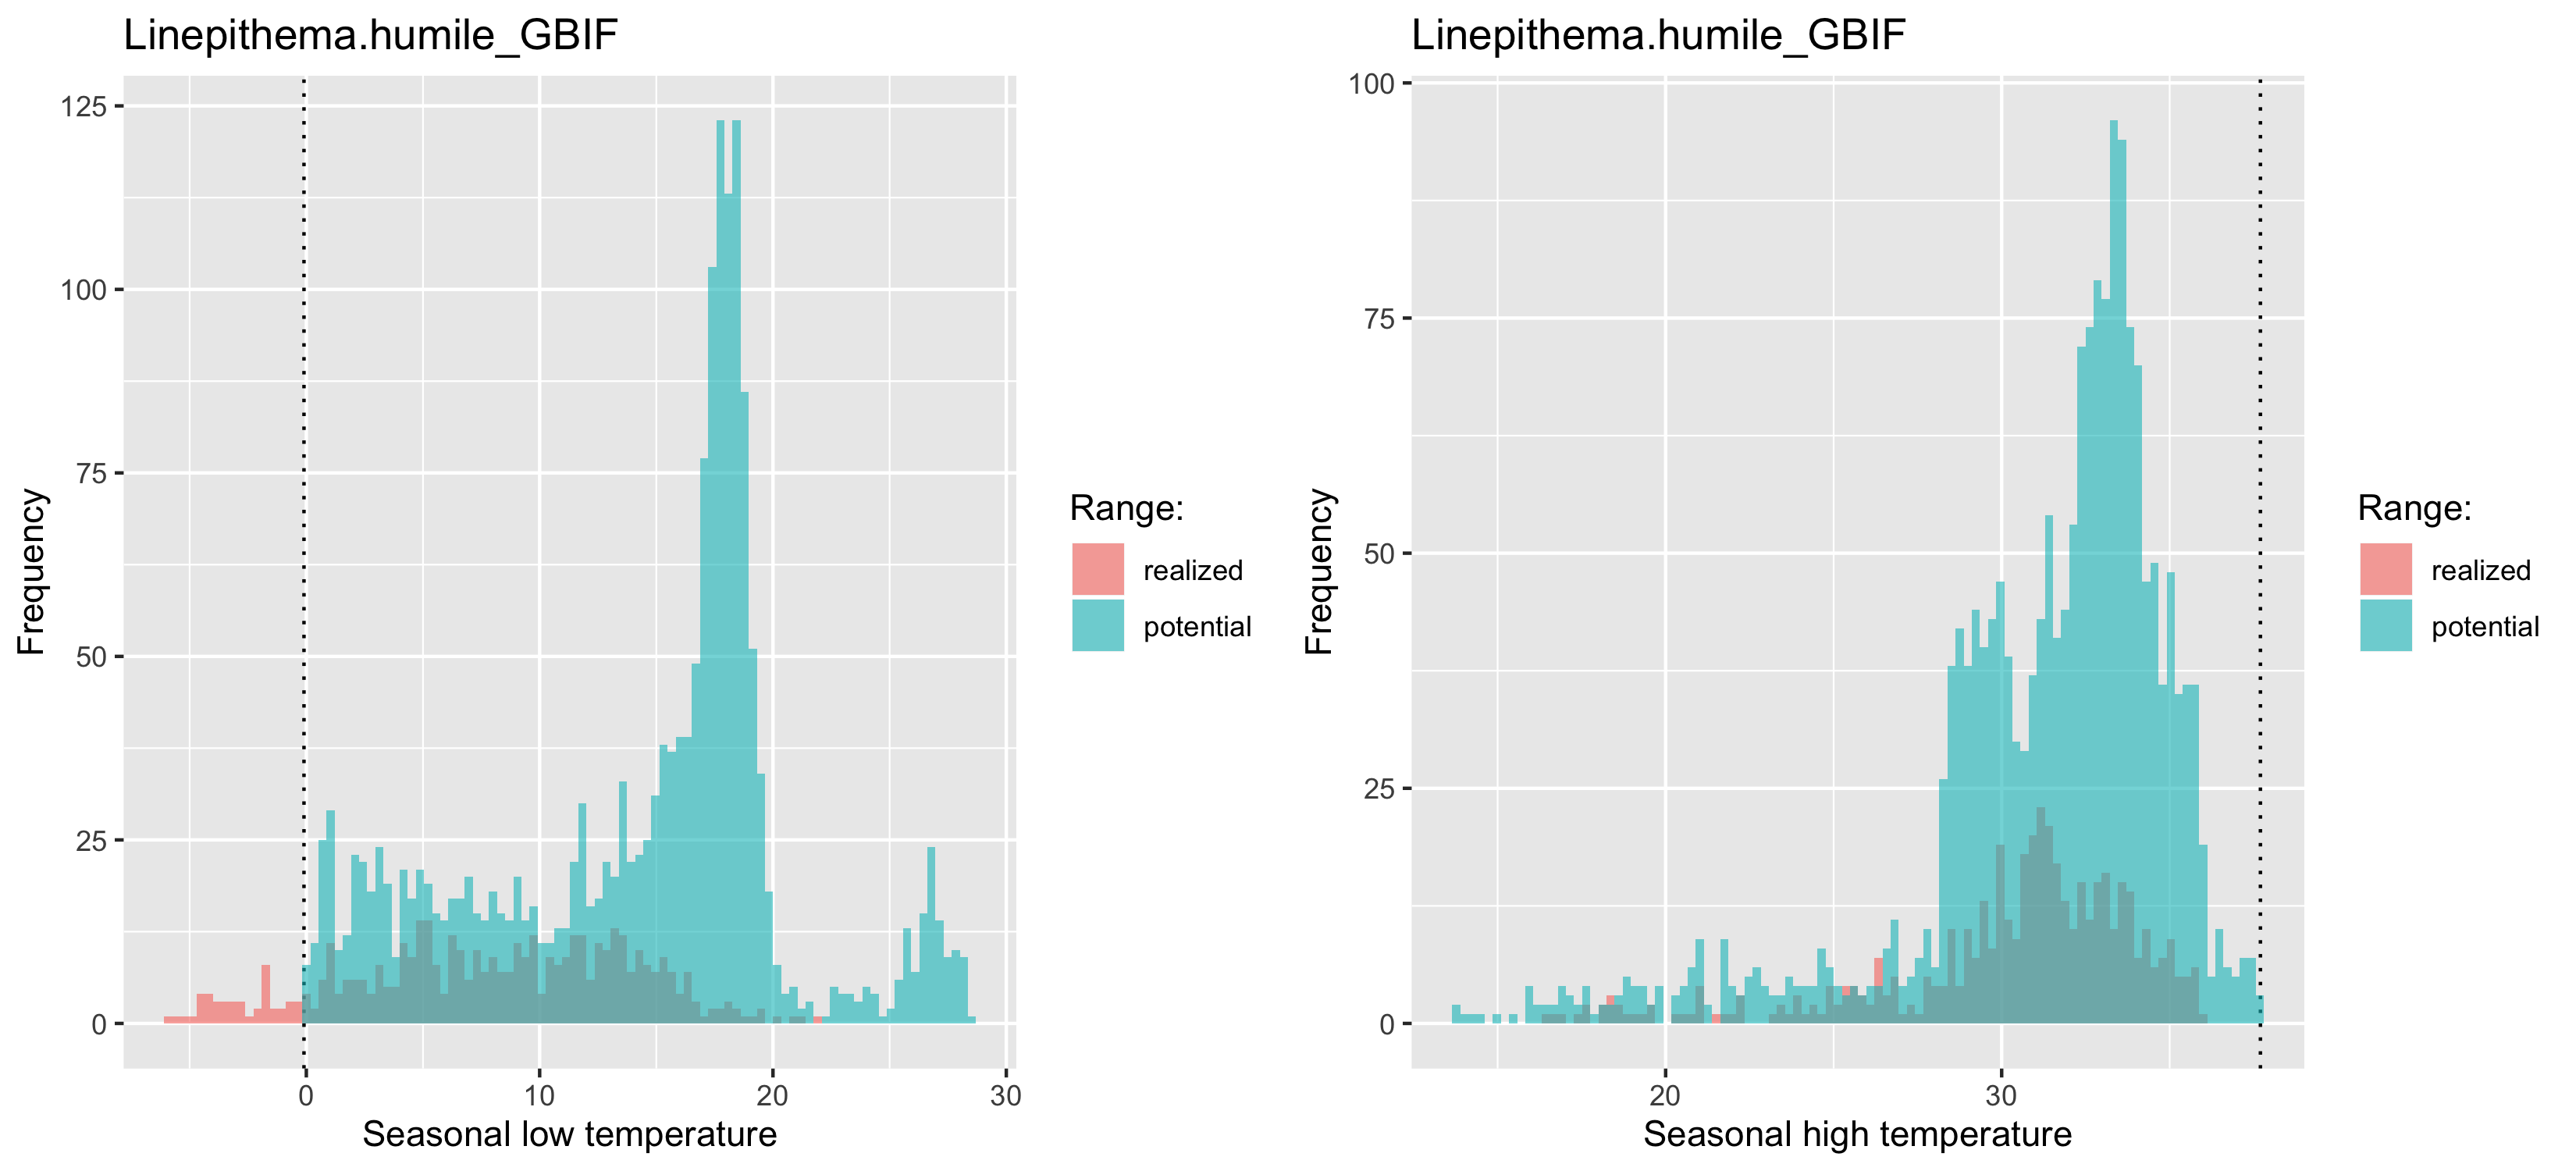 Linepithema.humile_GBIF
125
100
75
50
25
0
Frequency
0 10 20 30
Seasonal low temperature
Range:
realized
potential
Linepithema.humile_GBIF
100
75
50
25
0
Frequency
20 30
Seasonal high temperature
Range:
realized
potential